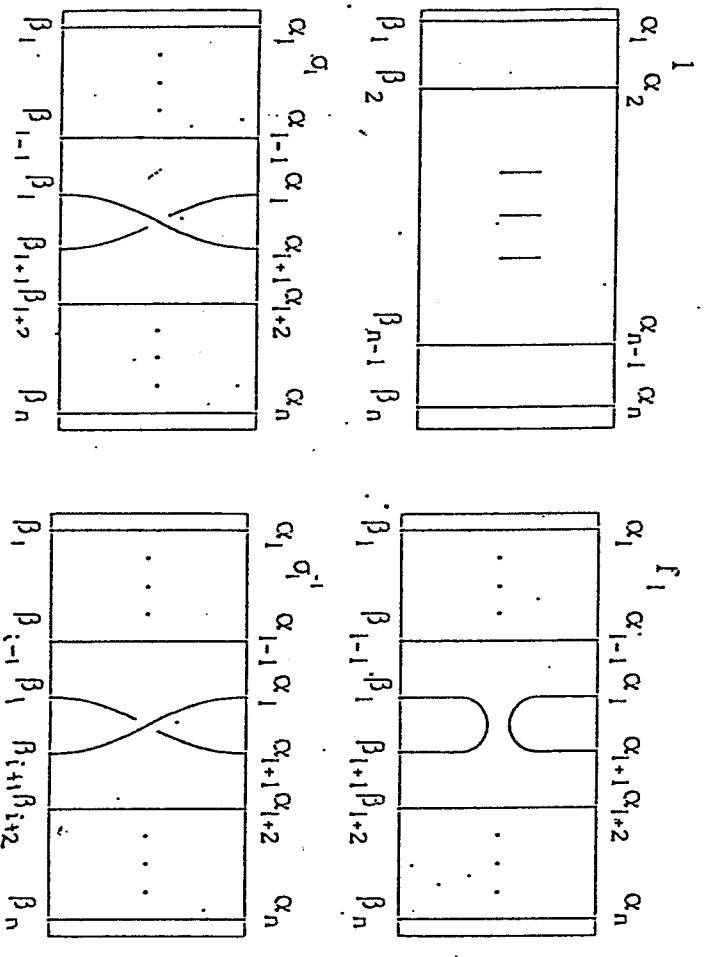 1
α₁ α₂ αₙ₋₁ αₙ
β₁ β₂ βₙ₋₁ βₙ
rᵢ
α₁ αᵢ₋₁ αᵢ αᵢ₊₁ αᵢ₊₂ αₙ
β₁ βᵢ₋₁ βᵢ βᵢ₊₁ βᵢ₊₂ βₙ
σᵢ
α₁ αᵢ₋₁ αᵢ αᵢ₊₁ αᵢ₊₂ αₙ
β₁ βᵢ₋₁ βᵢ βᵢ₊₁ βᵢ₊₂ βₙ
σᵢ⁻¹
α₁ αᵢ₋₁ αᵢ αᵢ₊₁ αᵢ₊₂ αₙ
β₁ βᵢ₋₁ βᵢ βᵢ₊₁ βᵢ₊₂ βₙ